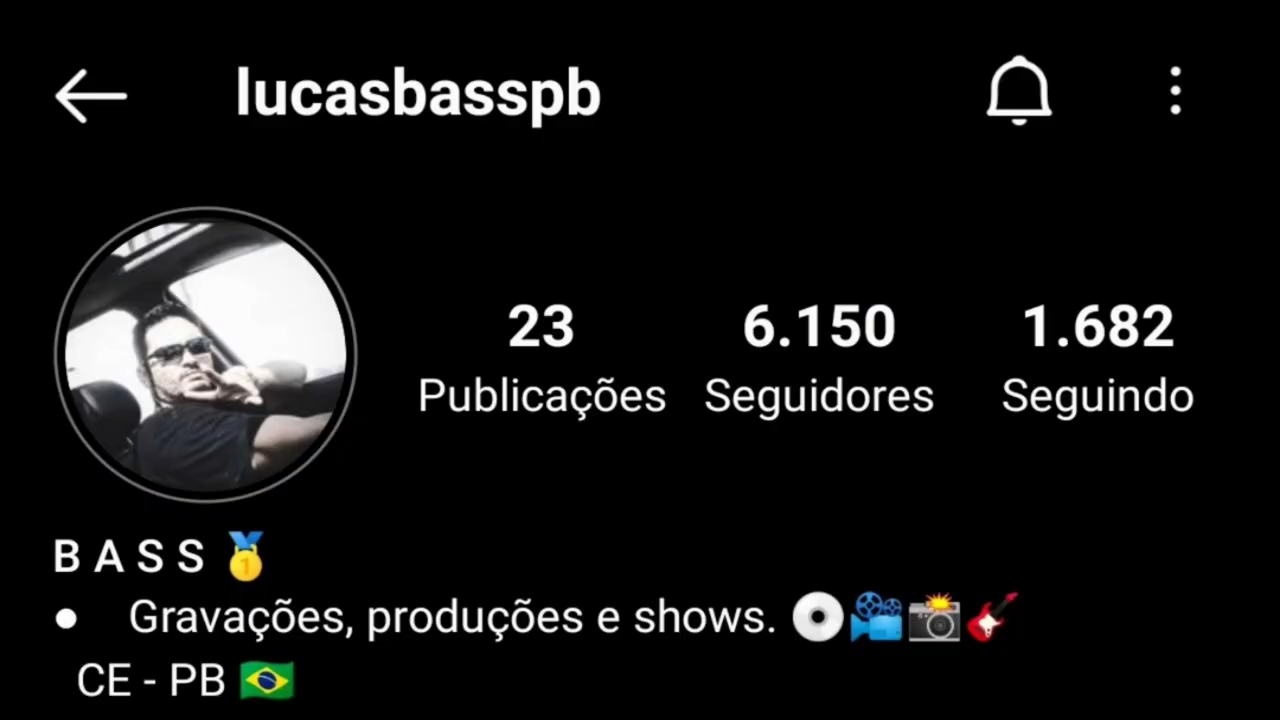 lucasbasspb
23 6.150 1.682
Publicações Seguidores Seguindo
B A S S 🥇
• Gravações, produções e shows. 💿🎥📸🎸
CE - PB 🇧🇷